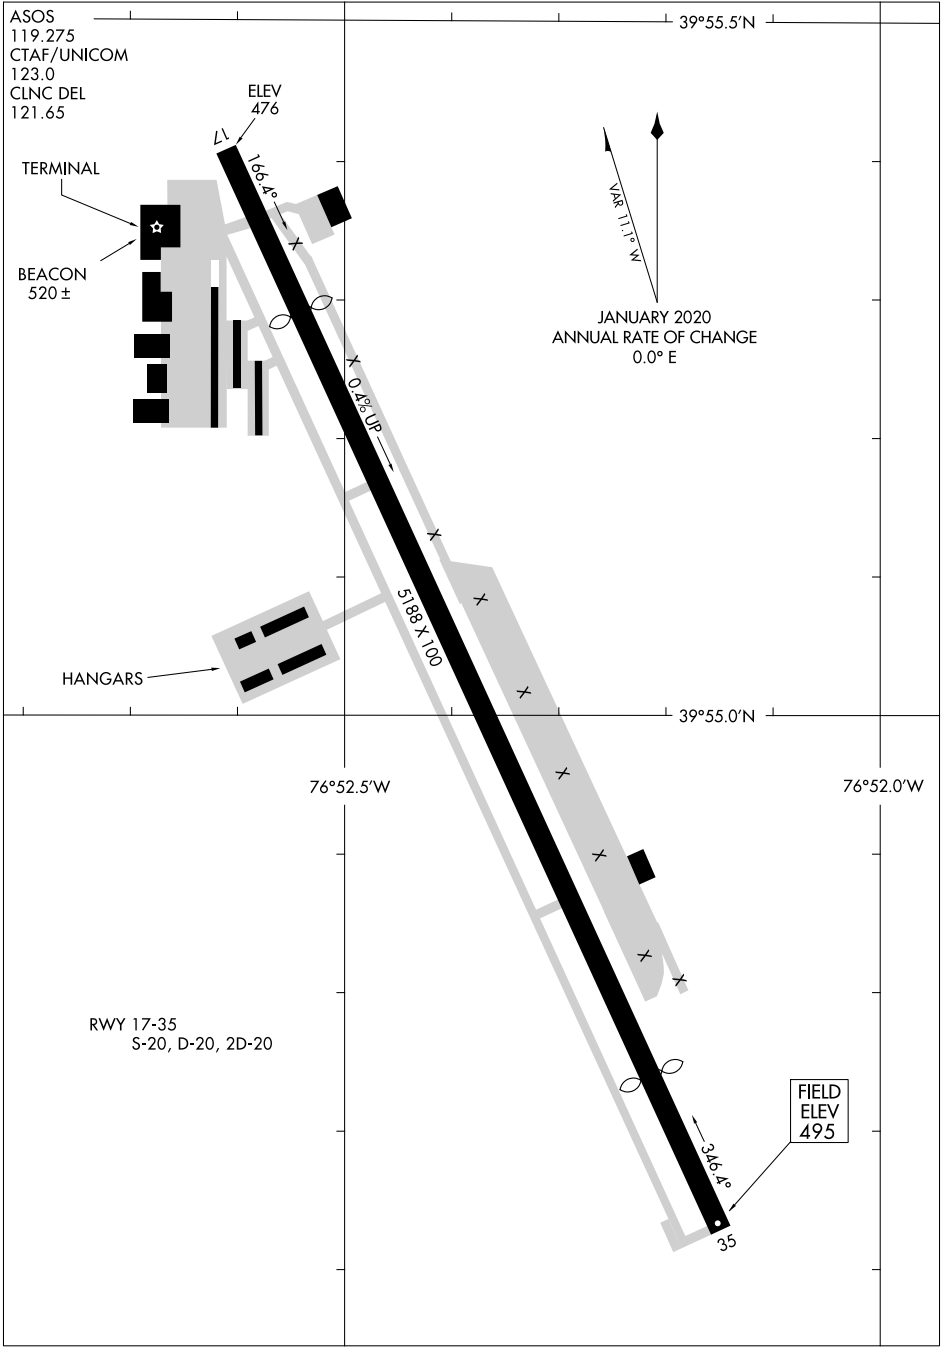 ASOS
119.275
CTAF/UNICOM
123.0
CLNC DEL
121.65
39°55.5'N
ELEV
476
17
TERMINAL
166.4°
VAR 11.1° W
BEACON
520 ±
JANUARY 2020
ANNUAL RATE OF CHANGE
0.0° E
0.4% UP
5188 X 100
HANGARS
39°55.0'N
76°52.5'W
76°52.0'W
RWY 17-35
S-20, D-20, 2D-20
FIELD
ELEV
495
346.4°
35